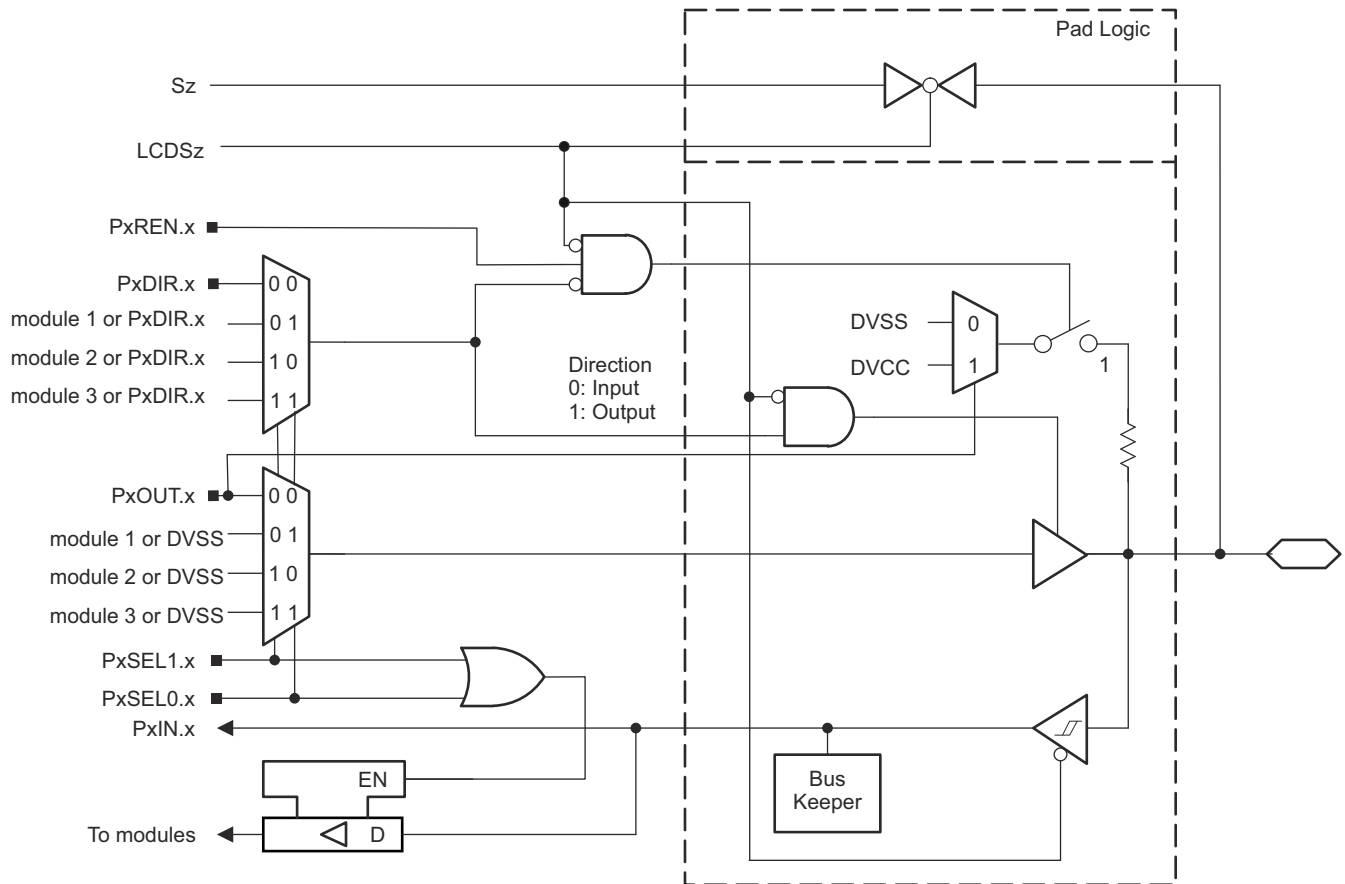 Pad Logic
Sz
LCDSz
PxREN.x
PxDIR.x
0 0
module 1 or PxDIR.x
0 1
module 2 or PxDIR.x
1 0
module 3 or PxDIR.x
1 1
Direction
0: Input
1: Output
DVSS
0
DVCC
1
1
PxOUT.x
0 0
module 1 or DVSS
0 1
module 2 or DVSS
1 0
module 3 or DVSS
1 1
PxSEL1.x
PxSEL0.x
PxIN.x
EN
Bus
Keeper
To modules
D